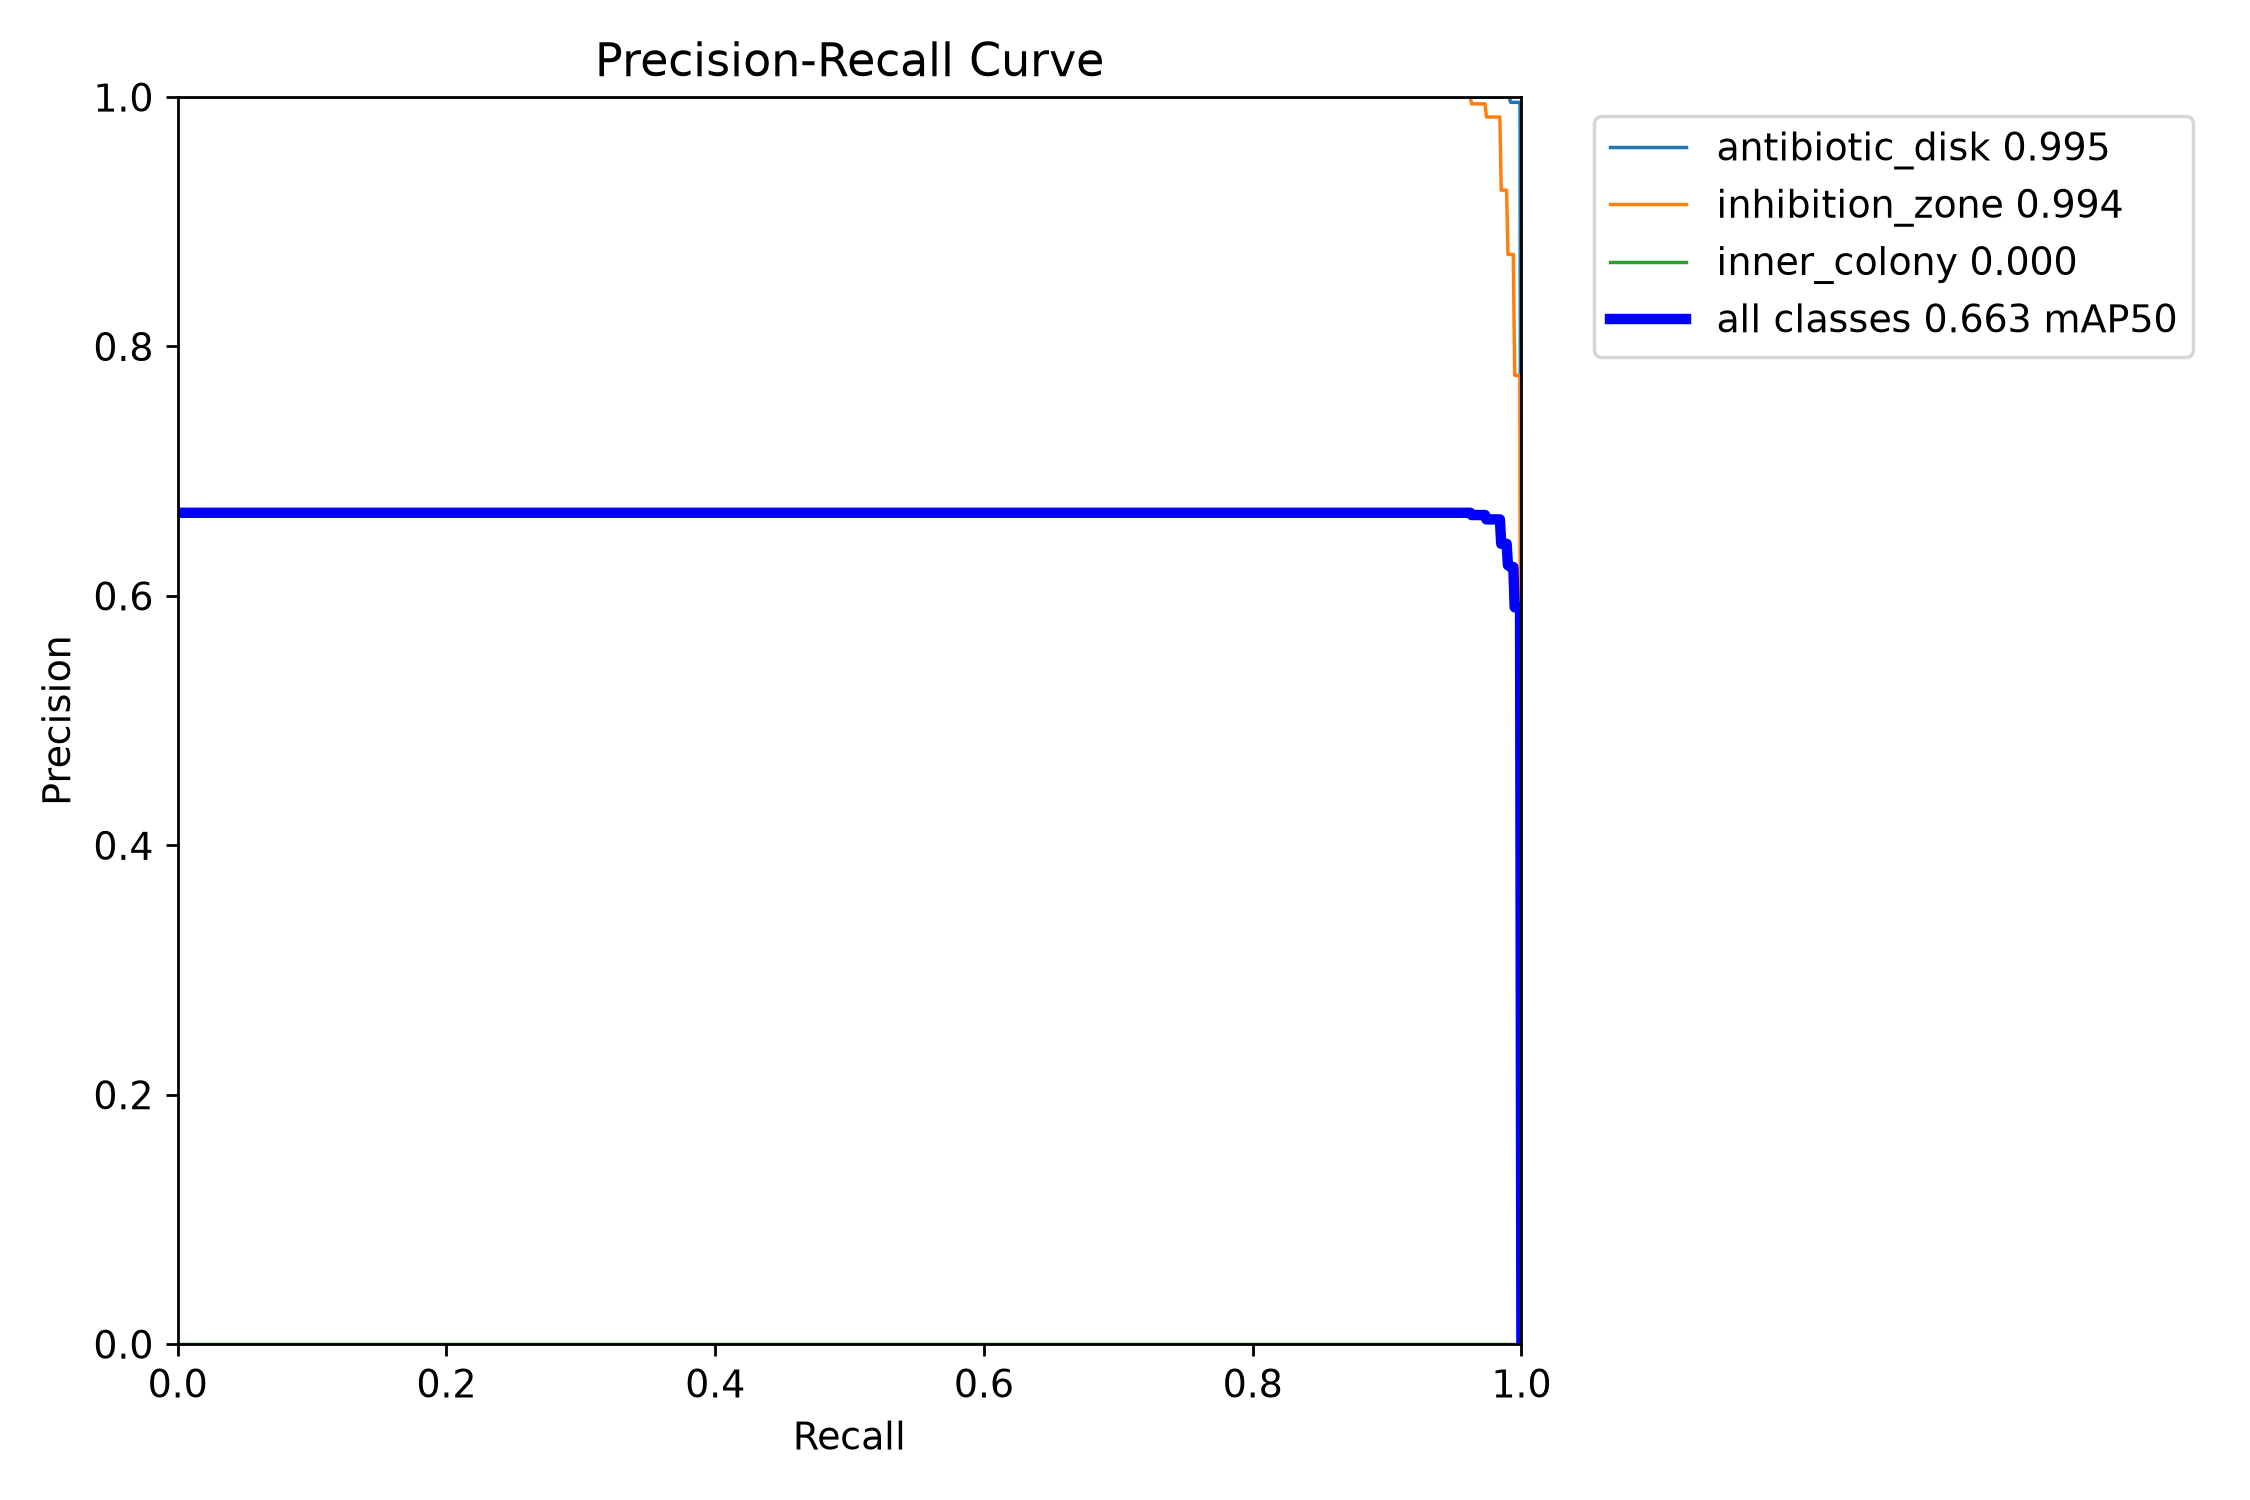 Precision-Recall Curve
1.0
0.8
0.6
0.4
0.2
0.0
Precision
0.0 0.2 0.4 0.6 0.8 1.0
Recall
antibiotic_disk 0.995
inhibition_zone 0.994
inner_colony 0.000
all classes 0.663 mAP50